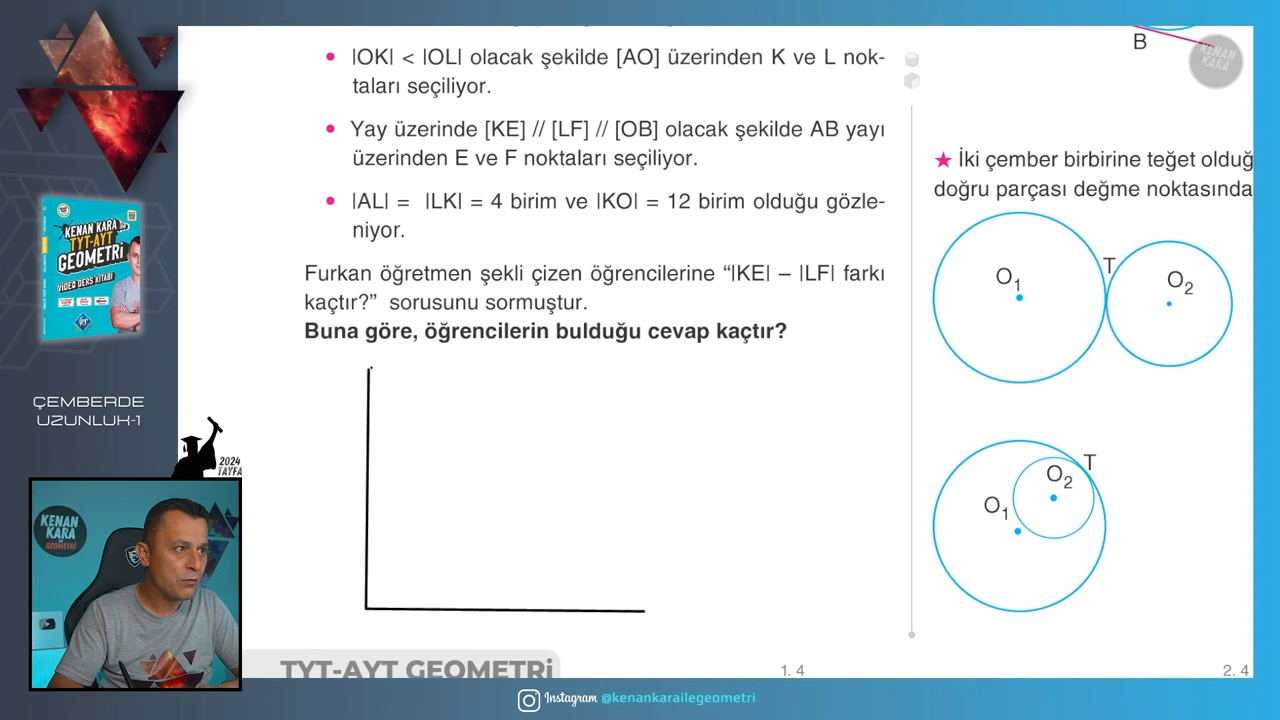 |OK| < |OL| olacak şekilde [AO] üzerinden K ve L nok-
taları seçiliyor.
Yay üzerinde [KE] // [LF] // [OB] olacak şekilde AB yayı
üzerinden E ve F noktaları seçiliyor.
|AL| = |LK| = 4 birim ve |KO| = 12 birim olduğu gözle-
niyor.
Furkan öğretmen şekli çizen öğrencilerine “|KE| – |LF| farkı
kaçtır?” sorusunu sormuştur.
Buna göre, öğrencilerin bulduğu cevap kaçtır?
B
KENAN
KARA
★ İki çember birbirine teğet olduğ
doğru parçası değme noktasında
O1
T
O2
O1
O2
T
KENAN KARA
TYT-AYT
GEOMETRİ
VİDEO DERS KİTABI
ÇEMBERDE
UZUNLUK-1
2024
TAYFA
KENAN
KARA
GEOMETRİ
TYT-AYT GEOMETRİ
1. 4
2. 4
Instagram @kenankarailegeometri